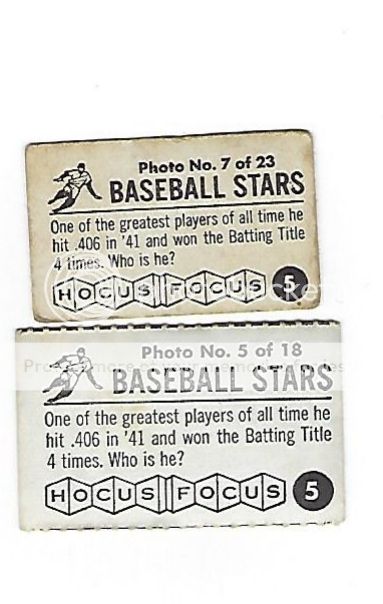 Photo No. 7 of 23
BASEBALL STARS
One of the greatest players of all time he
hit .406 in '41 and won the Batting Title
4 times. Who is he?
HOCUS FOCUS 5
Photo No. 5 of 18
BASEBALL STARS
One of the greatest players of all time he
hit .406 in '41 and won the Batting Title
4 times. Who is he?
HOCUS FOCUS 5